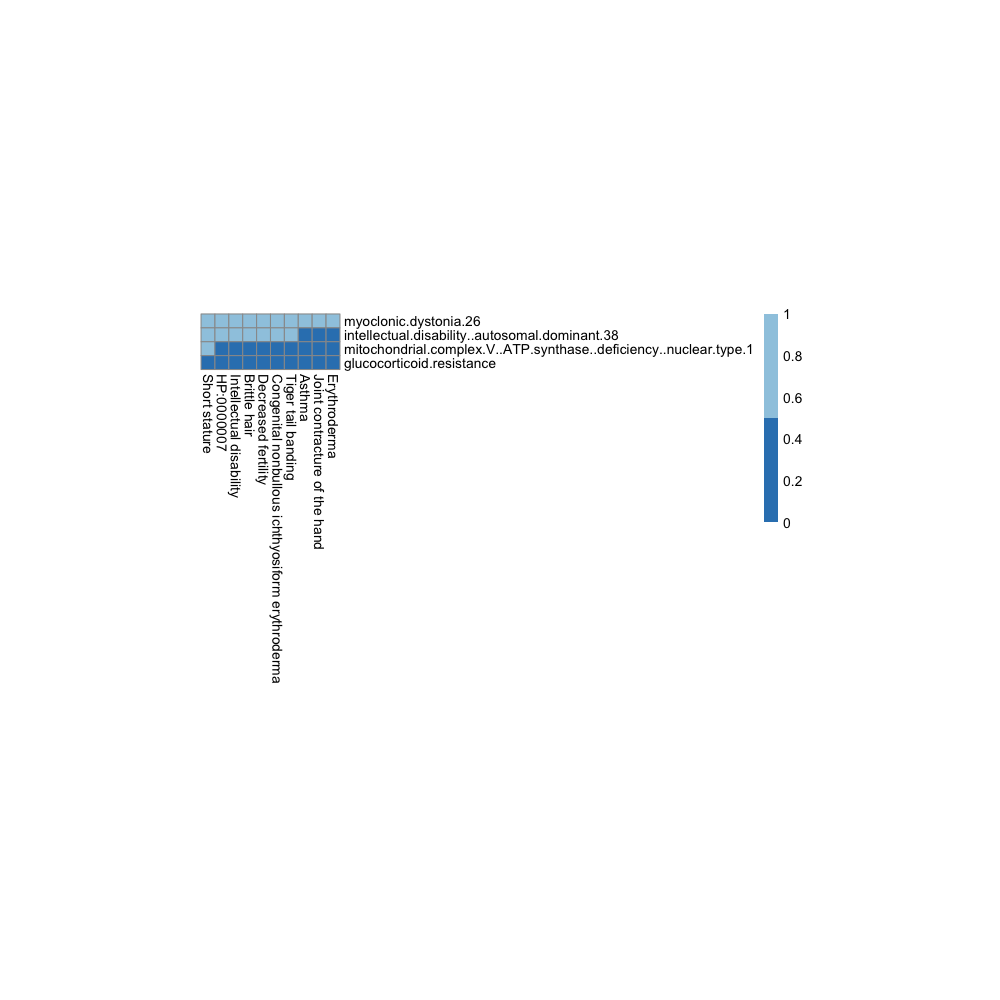 myoclonic.dystonia.26
intellectual.disability..autosomal.dominant.38
mitochondrial.complex.V..ATP.synthase..deficiency..nuclear.type.1
glucocorticoid.resistance
Short stature
HP:0000007
Intellectual disability
Brittle hair
Decreased fertility
Congenital nonbullous ichthyosiform erythroderma
Tiger tail banding
Asthma
Joint contracture of the hand
Erythroderma
1
0.8
0.6
0.4
0.2
0